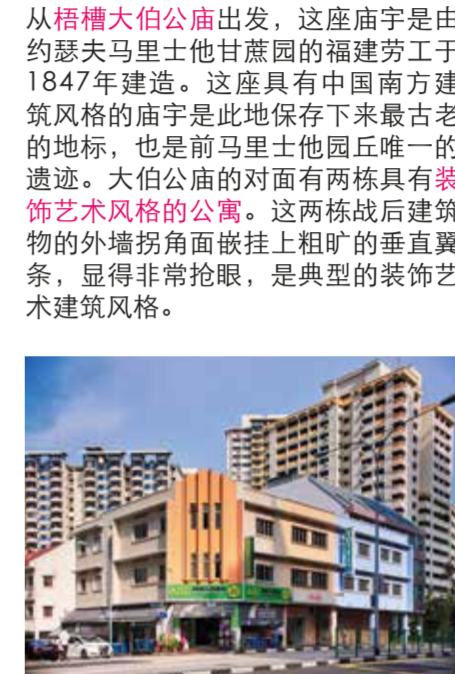 从梧槽大伯公庙出发，这座庙宇是由
约瑟夫马里士他甘蔗园的福建劳工于
1847年建造。这座具有中国南方建
筑风格的庙宇是此地保存下来最古老
的地标，也是前马里士他园丘唯一的
遗迹。大伯公庙的对面有两栋具有装
饰艺术风格的公寓。这两栋战后建筑
物的外墙拐角面嵌挂上粗旷的垂直翼
条，显得非常抢眼，是典型的装饰艺
术建筑风格。